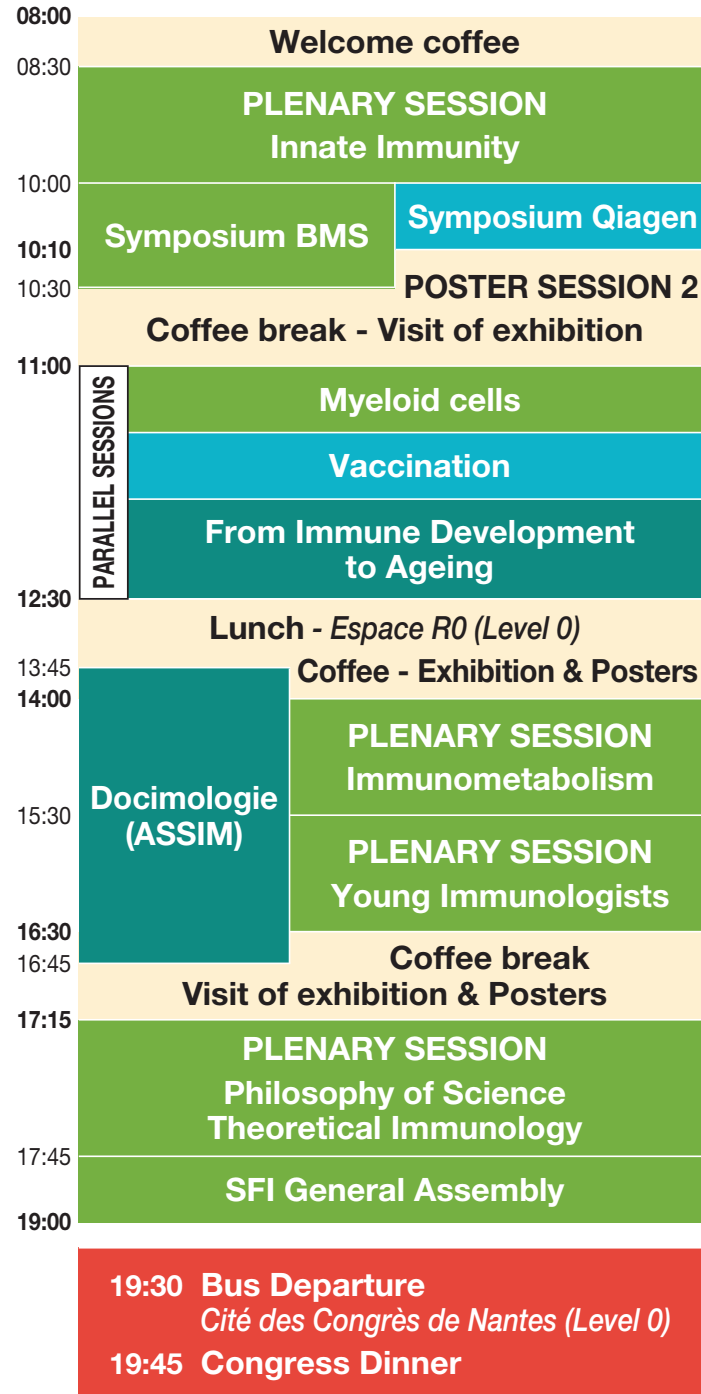 08:00
Welcome coffee
08:30
PLENARY SESSION
Innate Immunity
10:00
Symposium BMS
Symposium Qiagen
10:10
10:30
POSTER SESSION 2
Coffee break - Visit of exhibition
11:00
PARALLEL SESSIONS
Myeloid cells
Vaccination
From Immune Development
to Ageing
12:30
Lunch - Espace R0 (Level 0)
13:45
Coffee - Exhibition & Posters
14:00
Docimologie
(ASSIM)
PLENARY SESSION
Immunometabolism
15:30
PLENARY SESSION
Young Immunologists
16:30
Coffee break
16:45
Visit of exhibition & Posters
17:15
PLENARY SESSION
Philosophy of Science
Theoretical Immunology
17:45
SFI General Assembly
19:00
19:30 Bus Departure
Cité des Congrès de Nantes (Level 0)
19:45 Congress Dinner